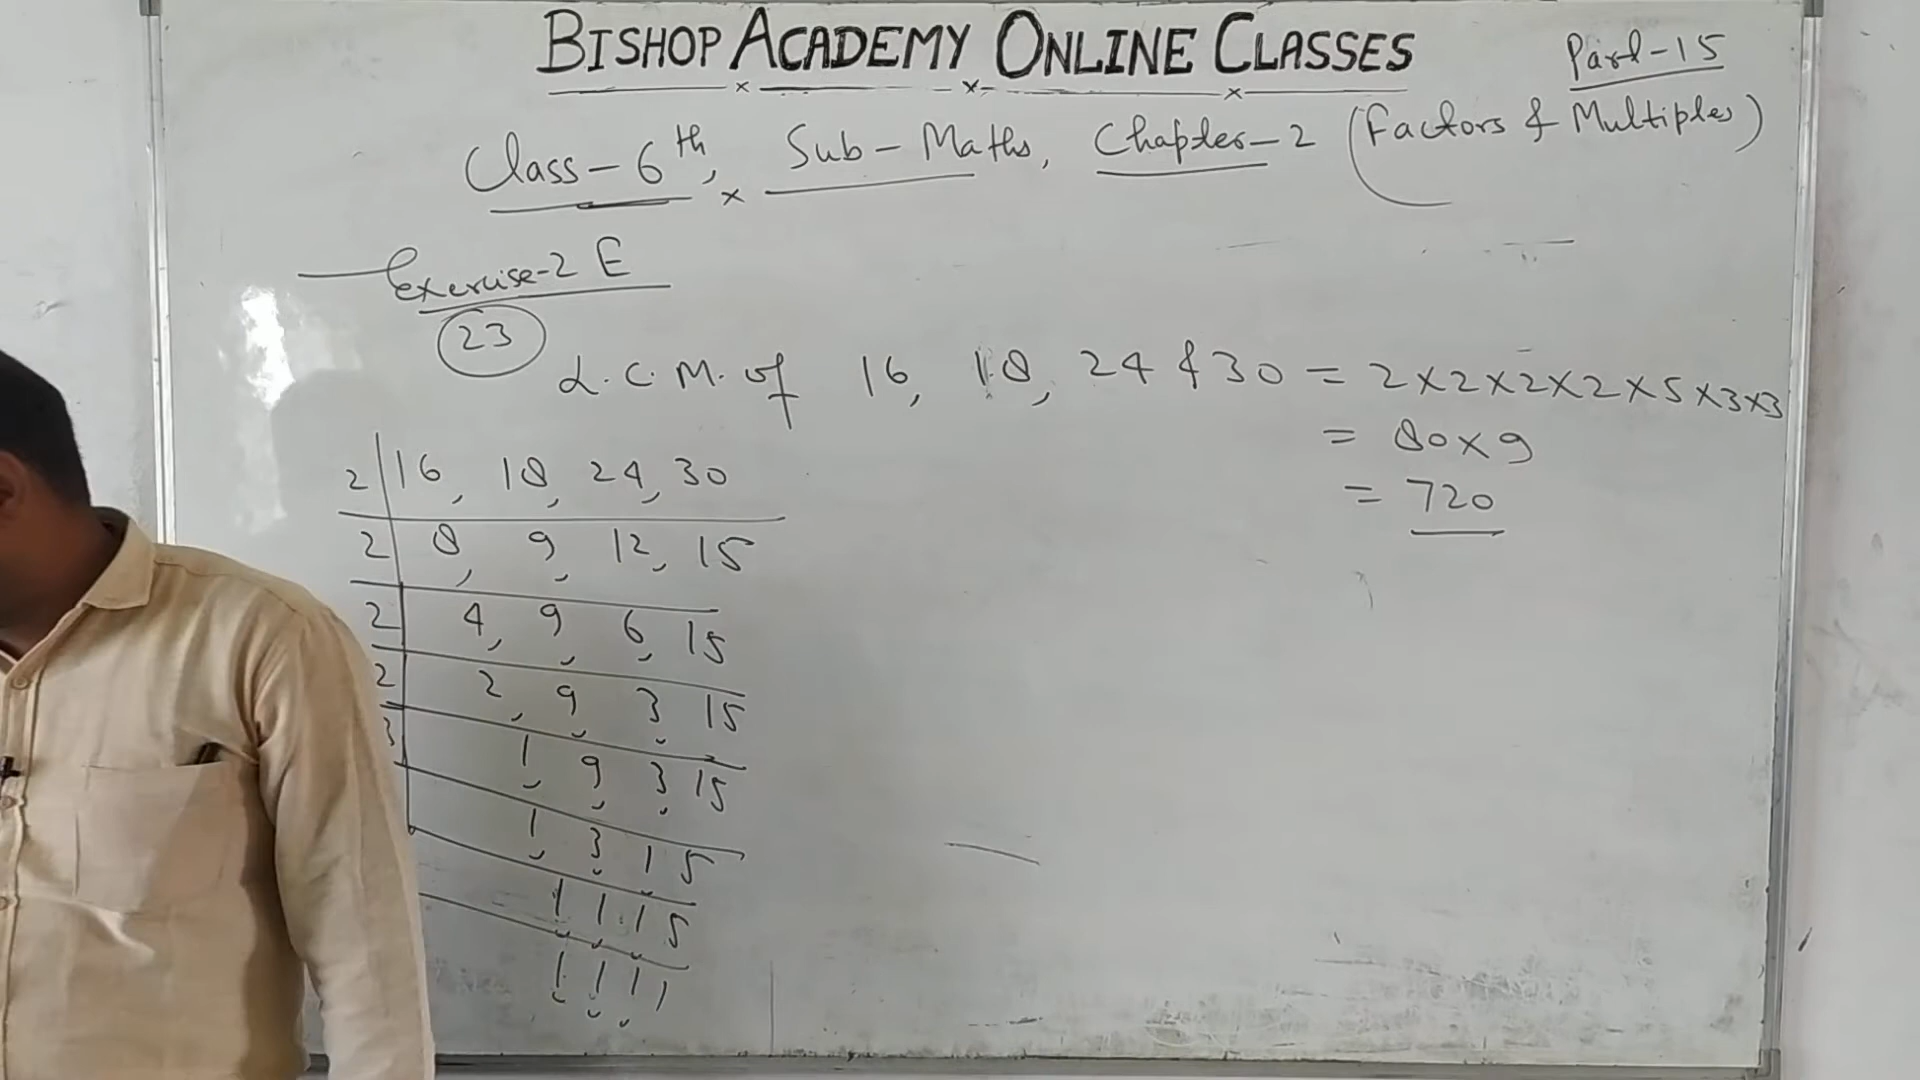 BISHOP ACADEMY ONLINE CLASSES
Part-15
Class-6th, Sub-Maths, Chapter-2 (Factors & Multiples)
Exercise-2 E
23
L.C.M. of 16, 18, 24 & 30 = 2×2×2×2×5×3×3
= 80×9
= 720
2 16, 18, 24, 30
2 8, 9, 12, 15
2 4, 9, 6, 15
2 2, 9, 3, 15
3 1, 9, 3, 15
1, 3, 1, 5
1, 1, 1, 5
1, 1, 1, 1